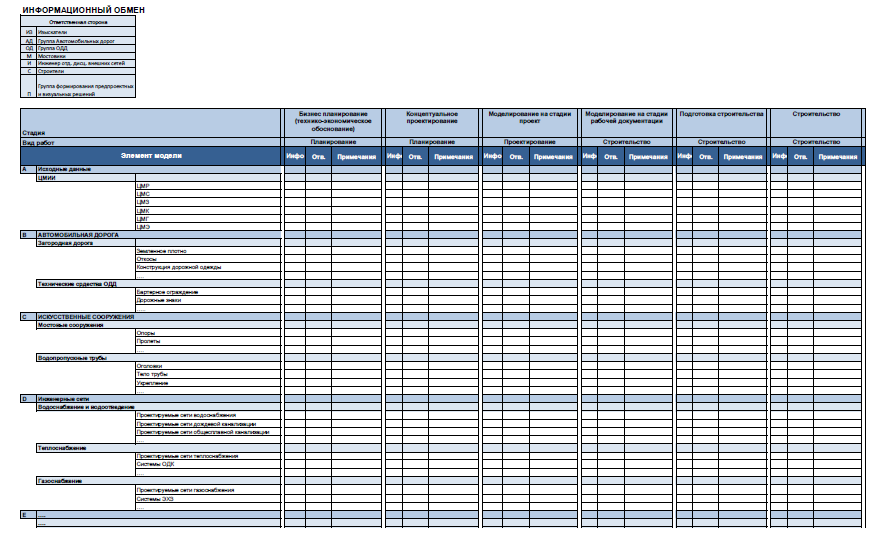 ИНФОРМАЦИОННЫЙ ОБМЕН
Ответственная сторона
ИЗ Изыскатели
АД Группа Автомобильных дорог
ОД Группа ОДД
М Мостовики
И Инженер отд. дисц. внешних сетей
С Строители
Группа формирования предпроектных
П и визуальных решений
Стадия
Бизнес планирование
(технико-экономическое
обоснование)
Концептуальное
проектирование
Моделирование на стадии
проект
Моделирование на стадии
рабочей документации
Подготовка строительства
Строительство
Вид работ Планирование Планирование Проектирование Строительство Строительство Строительство
Элемент модели Инфо Отв. Примечания Инфо Отв. Примечания Инфо Отв. Примечания Инфо Отв. Примечания Инфо Отв. Примечания Инфо Отв. Примечания
A Исходные данные
ЦМИИ
ЦМР
ЦМС
ЦМЗ
ЦМК
ЦМГ
ЦМЭ
B АВТОМОБИЛЬНАЯ ДОРОГА
Загородная дорога
Земленное плотно
Откосы
Конструкция дорожной одежды
....
Технические срдества ОДД
Бартерное ограждение
Дорожные знаки
.....
C ИСКУССТВЕННЫЕ СООРУЖЕНИЯ
Мостовые сооружения
Опоры
Пролеты
....
Водопропускные трубы
Оголовки
Тело трубы
Укрепление
....
D Инженерные сети
Водоснабжение и водоотведение
Проектируемые сети водоснабжения
Проектируемые сети дождевой канализации
Проектируемые сети общесплавной канализации
....
Теплоснабжение
Проектируемые сети теплоснабжения
Системы ОДК
....
Газоснабжение
Проектируемые сети газоснабжения
Системы ЭХЗ
....
E .....
.....